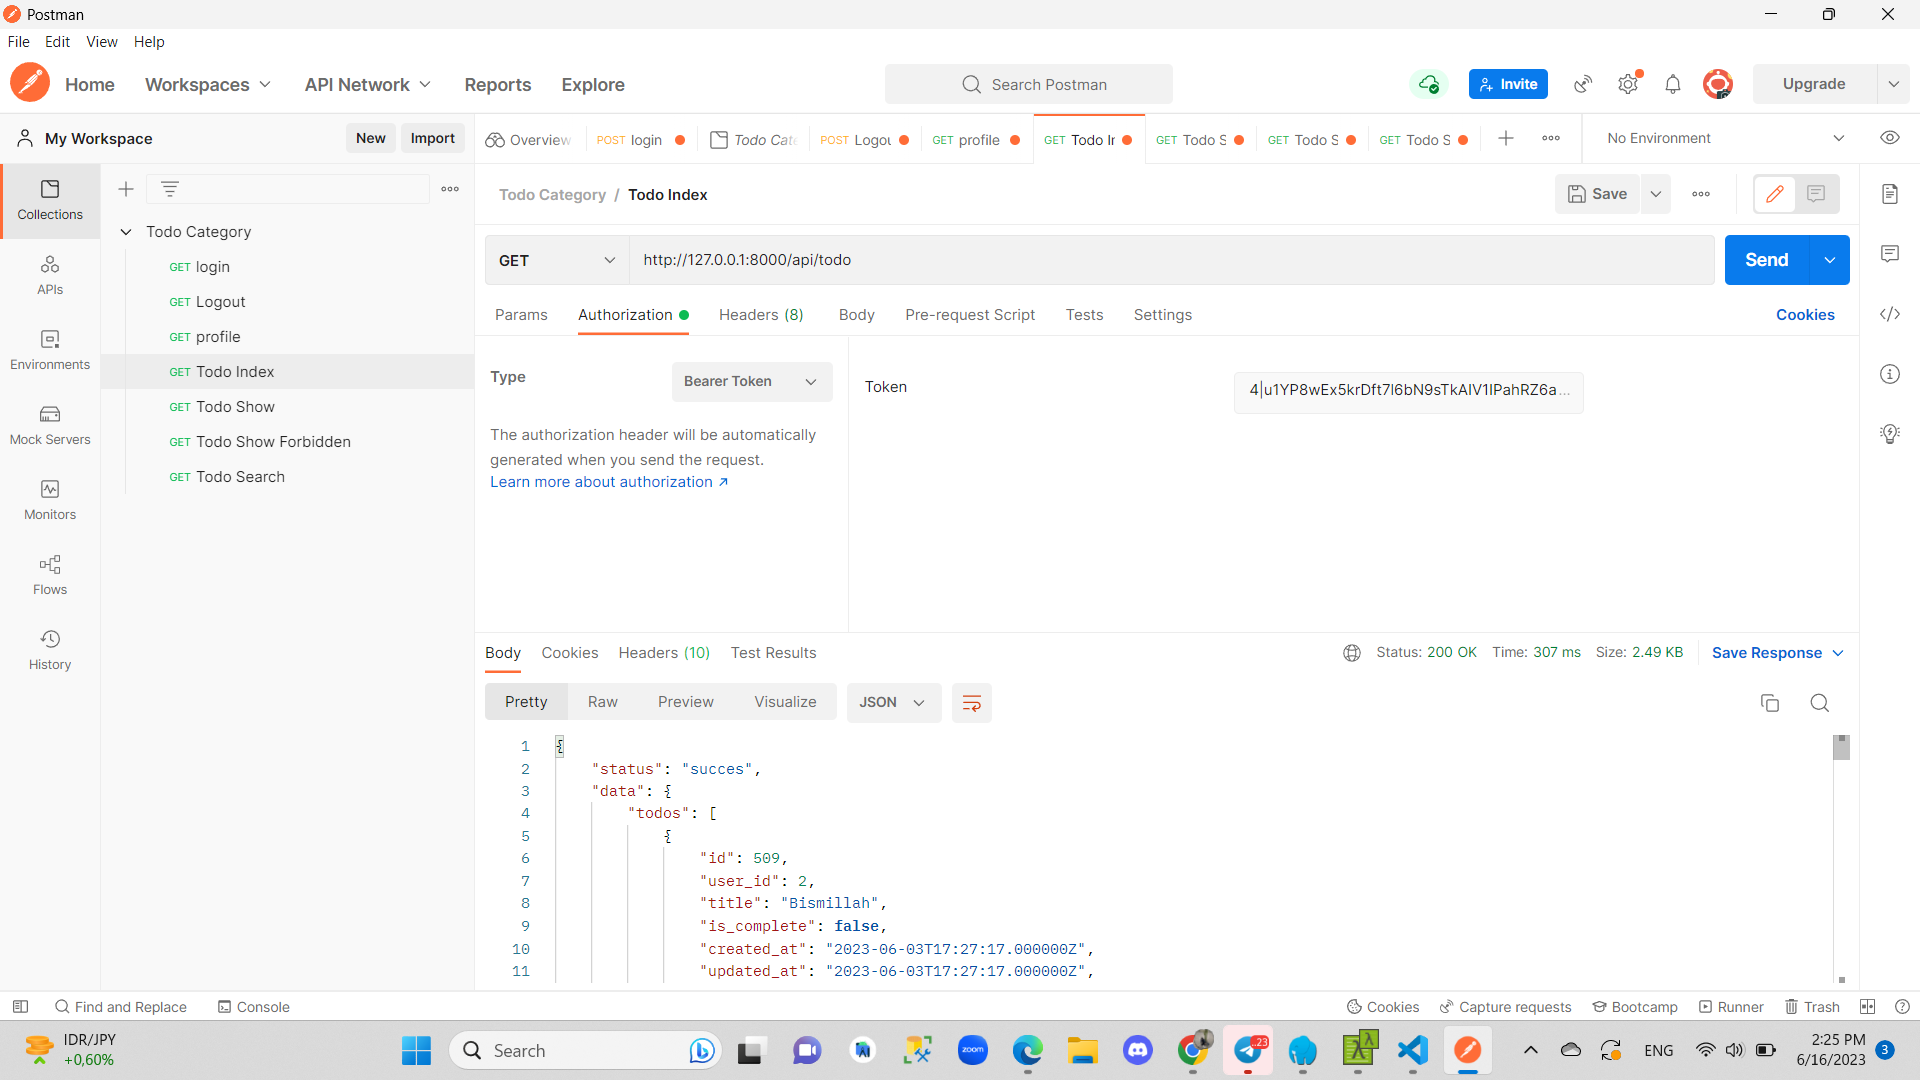 Postman
File Edit View Help
Home Workspaces API Network Reports Explore
Search Postman
Invite
Upgrade
My Workspace
New Import
Overview
POST login
Todo Cate
POST Logou
GET profile
GET Todo In
GET Todo S
GET Todo S
GET Todo S
No Environment
Collections
APIs
Environments
Mock Servers
Monitors
Flows
History
Todo Category
GET login
GET Logout
GET profile
GET Todo Index
GET Todo Show
GET Todo Show Forbidden
GET Todo Search
Todo Category / Todo Index
Save
GET
http://127.0.0.1:8000/api/todo
Send
Params Authorization Headers (8) Body Pre-request Script Tests Settings
Cookies
Type
Bearer Token
The authorization header will be automatically
generated when you send the request.
Learn more about authorization ↗
Token
4|u1YP8wEx5krDft7I6bN9sTkAIV1IPahRZ6a...
Body Cookies Headers (10) Test Results
Status: 200 OK Time: 307 ms Size: 2.49 KB
Save Response
Pretty Raw Preview Visualize
JSON
1 {
2 "status": "succes",
3 "data": {
4 "todos": [
5 {
6 "id": 509,
7 "user_id": 2,
8 "title": "Bismillah",
9 "is_complete": false,
10 "created_at": "2023-06-03T17:27:17.000000Z",
11 "updated_at": "2023-06-03T17:27:17.000000Z",
Find and Replace Console
Cookies Capture requests Bootcamp Runner Trash
IDR/JPY
+0,60%
Search
zoom
..23
ENG
2:25 PM
6/16/2023
3